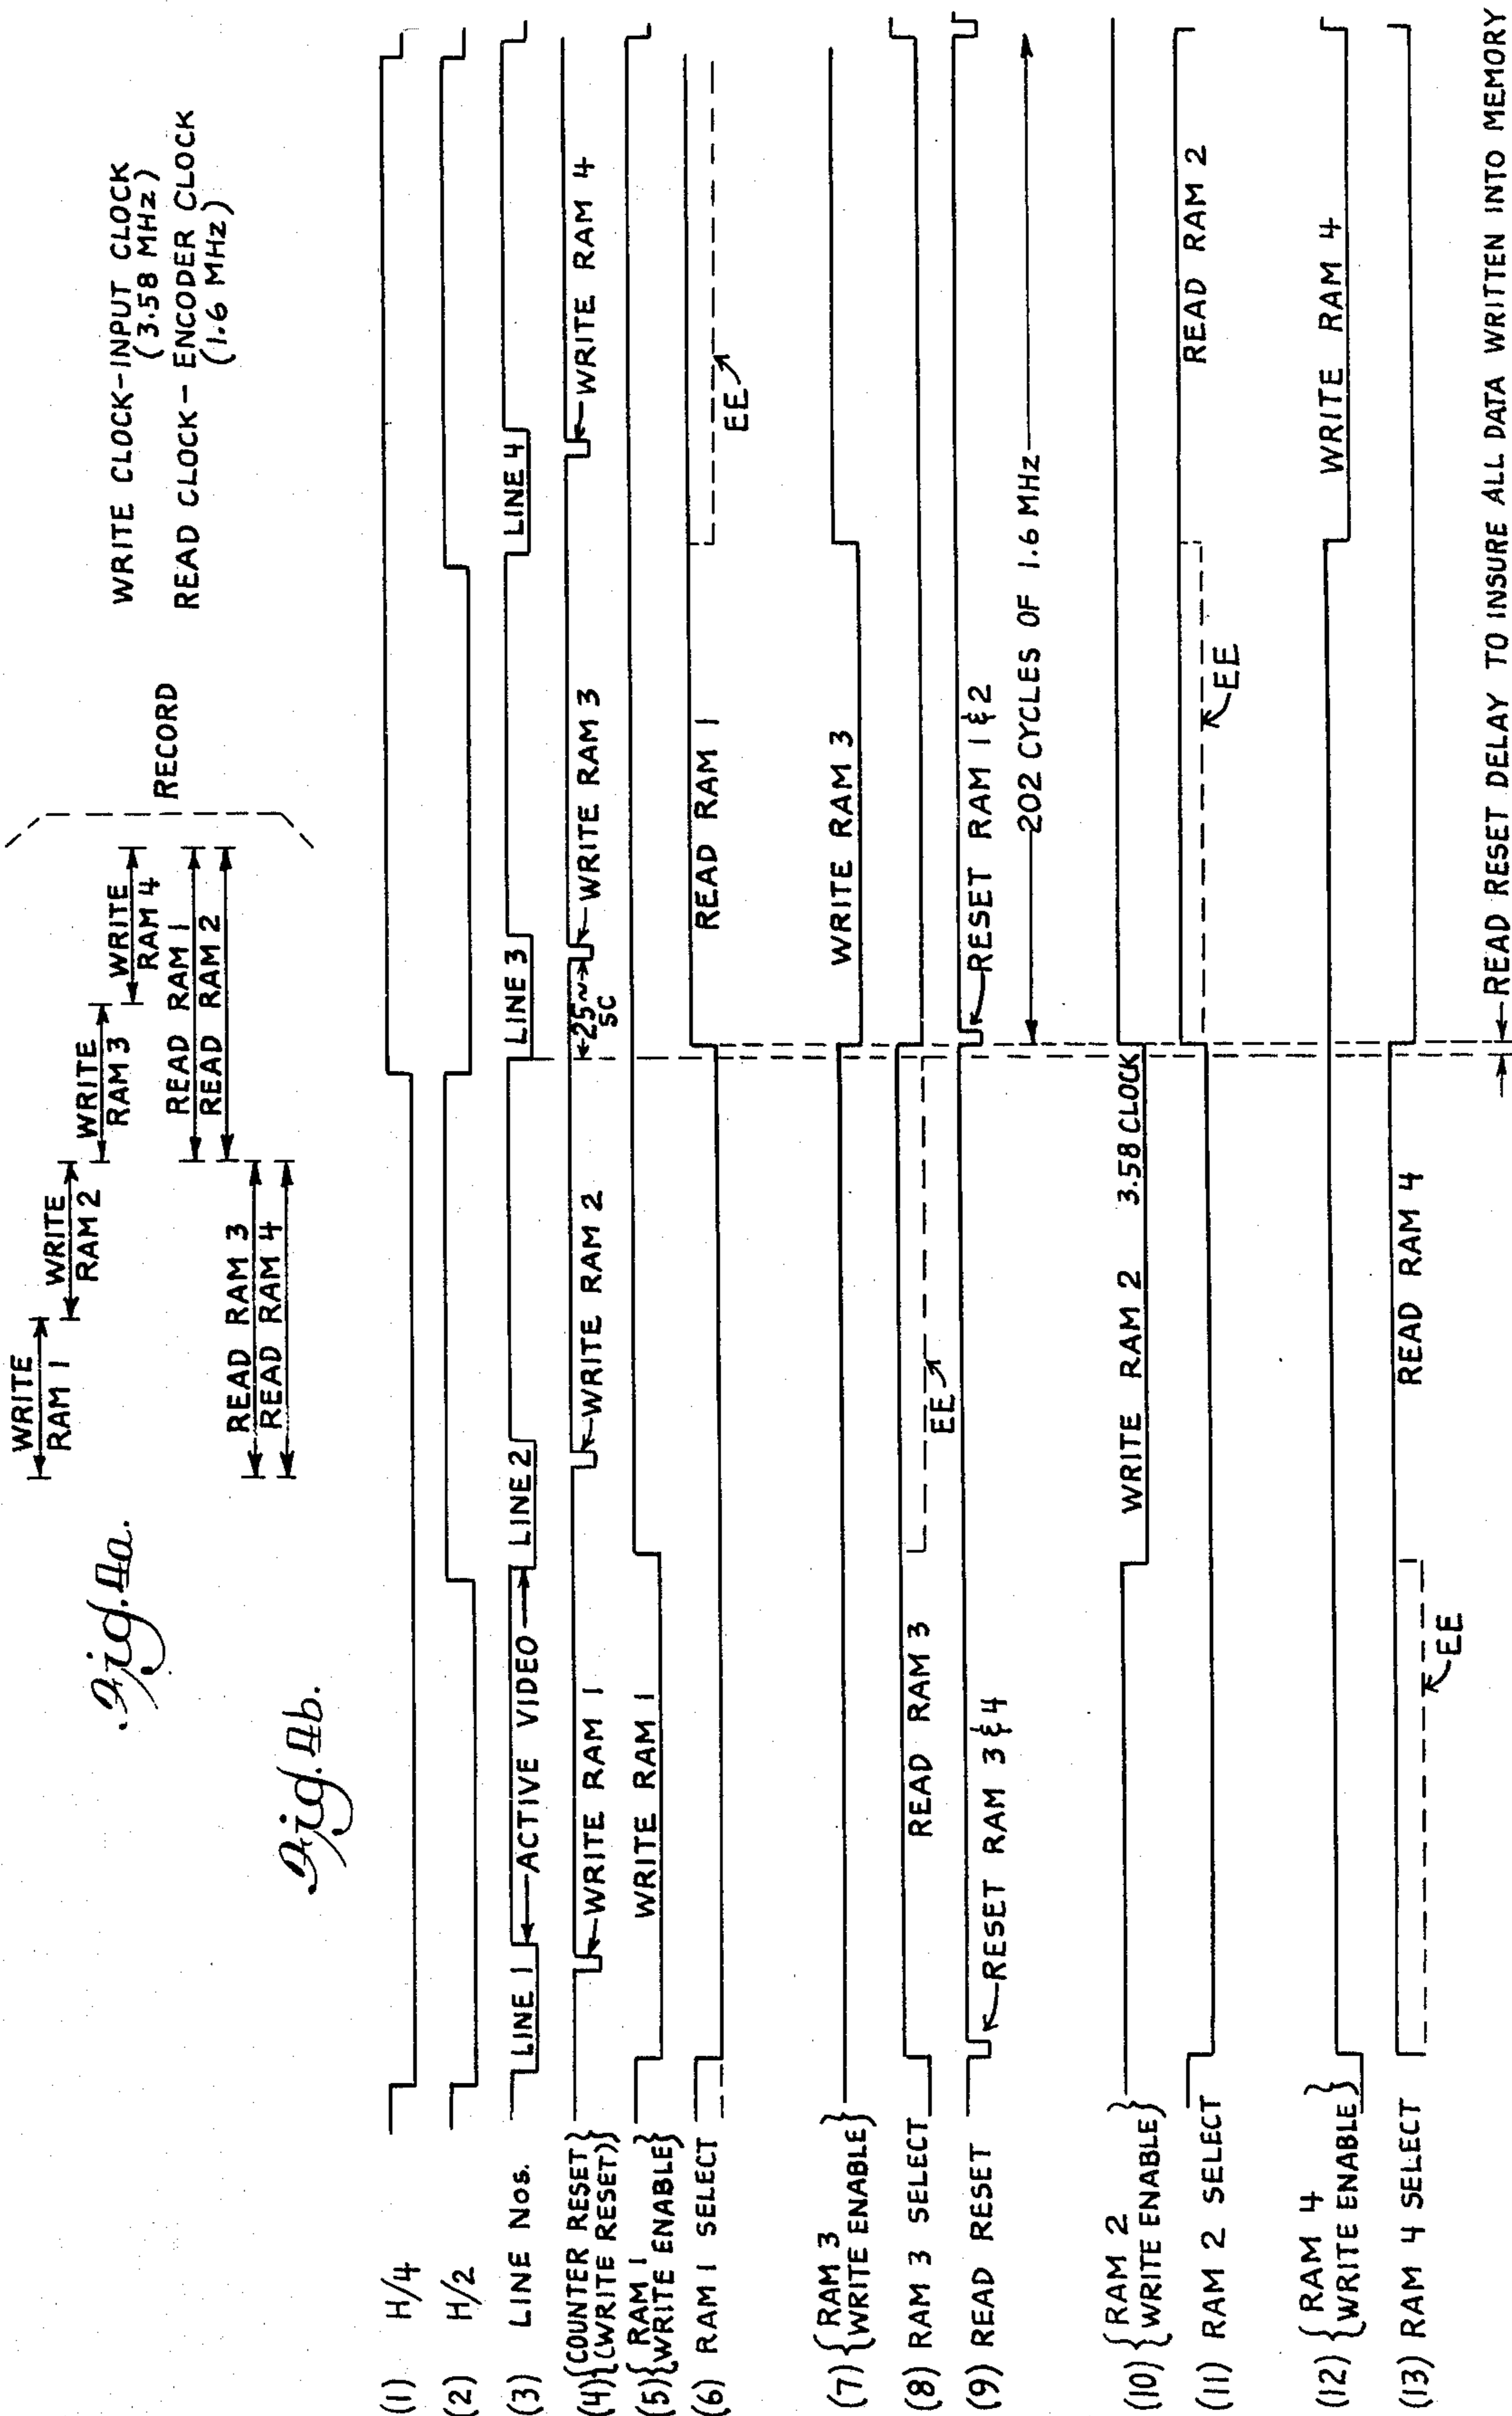 Fig. 4a.
WRITE
RAM 1
WRITE
RAM 2
WRITE
RAM 3
WRITE
RAM 4
READ RAM 1
READ RAM 2
READ RAM 3
READ RAM 4
RECORD
WRITE CLOCK-INPUT CLOCK
(3.58 MHz)
READ CLOCK-ENCODER CLOCK
(1.6 MHz)
Fig. 4b.
(1) H/4
(2) H/2
(3) LINE Nos.
LINE 1
ACTIVE VIDEO
LINE 2
LINE 3
LINE 4
(4) {COUNTER RESET}
{(WRITE RESET)}
WRITE RAM 1
WRITE RAM 2
25~
SC
WRITE RAM 3
WRITE RAM 4
(5) { RAM 1 }
{WRITE ENABLE}
WRITE RAM 1
(6) RAM 1 SELECT
READ RAM 1
EE
(7) { RAM 3 }
{WRITE ENABLE}
WRITE RAM 3
(8) RAM 3 SELECT
READ RAM 3
EE
(9) READ RESET
RESET RAM 3 & 4
RESET RAM 1 & 2
202 CYCLES OF 1.6 MHz
(10) { RAM 2 }
{WRITE ENABLE}
WRITE RAM 2 3.58 CLOCK
(11) RAM 2 SELECT
EE
READ RAM 2
(12) { RAM 4 }
{WRITE ENABLE}
WRITE RAM 4
(13) RAM 4 SELECT
EE
READ RAM 4
READ RESET DELAY TO INSURE ALL DATA WRITTEN INTO MEMORY